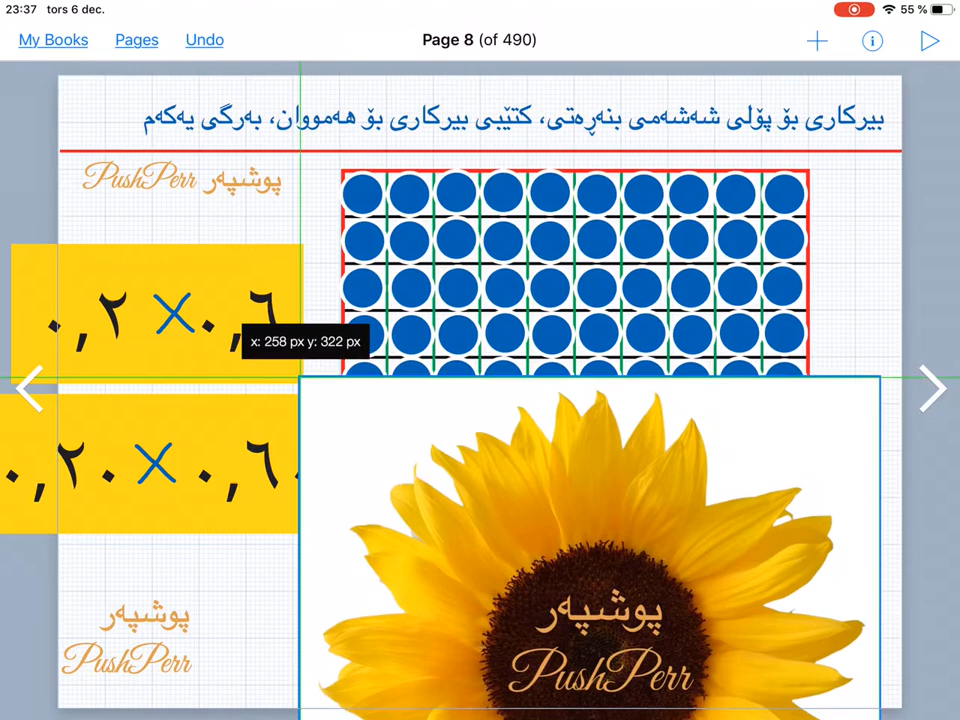 23:37 tors 6 dec.
55 %
My Books Pages Undo Page 8 (of 490)
بیرکاری بۆ پۆلی شەشەمی بنەڕەتی، کتێبی بیرکاری بۆ هەمووان، بەرگی یەکەم
PushPerr پوشپەر
٠,٢ × ٠,٦
x: 258 px y: 322 px
٠,٢٠ × ٠,٦٠
پوشپەر
PushPerr
پوشپەر
PushPerr